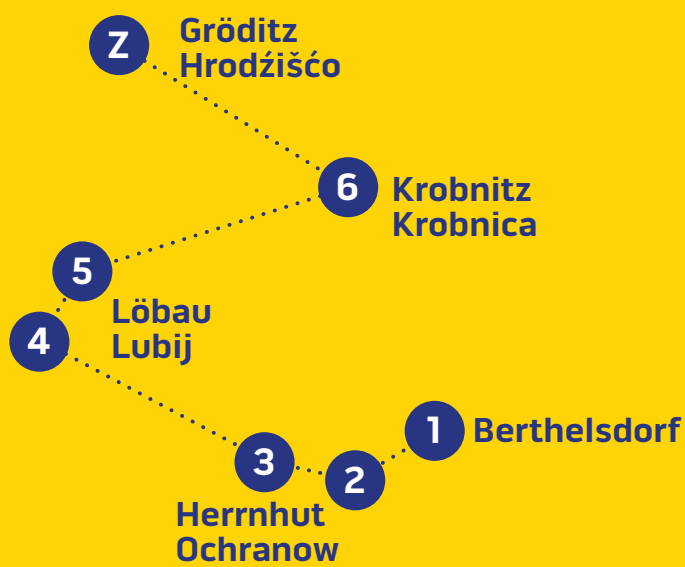 Z
Gröditz
Hrodźišćo
6
Krobnitz
Krobnica
5
Löbau
Lubij
4
1
Berthelsdorf
3
2
Herrnhut
Ochranow